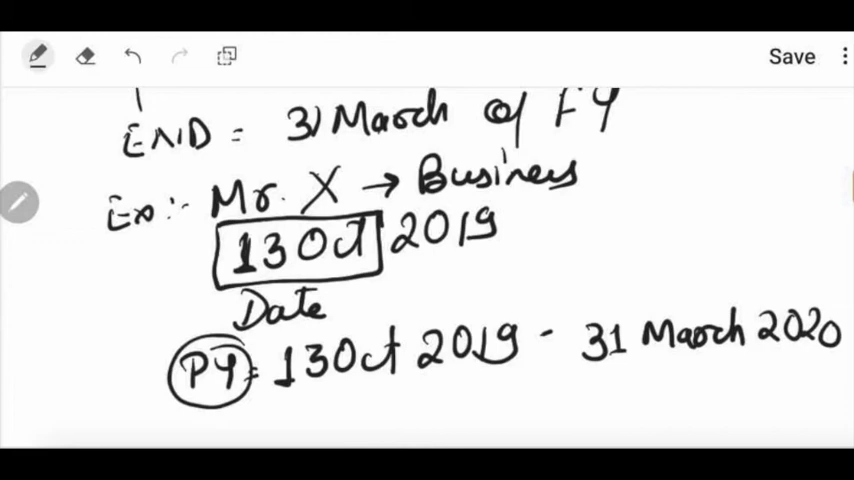 Save
END = 31 March of FY
Ex :- Mr. X → Business
13 Oct 2019
Date
PY = 13 Oct 2019 - 31 March 2020